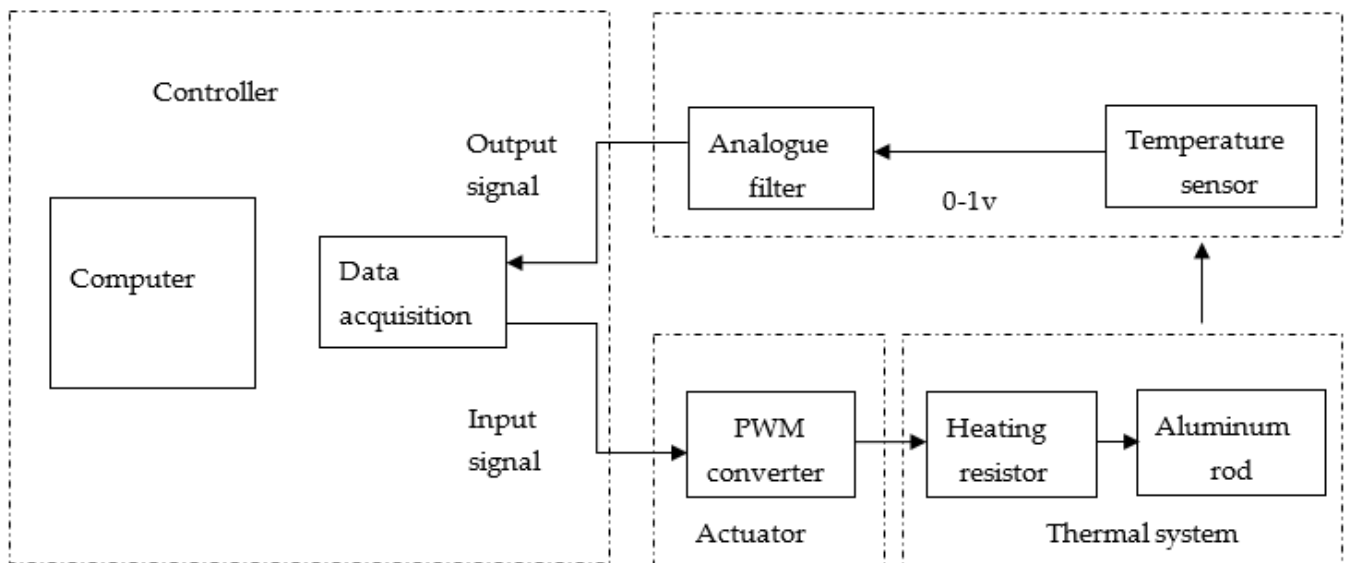 Controller
Output
signal
Analogue
filter
0-1v
Temperature
sensor
Computer
Data
acquisition
Input
signal
PWM
converter
Actuator
Heating
resistor
Aluminum
rod
Thermal system